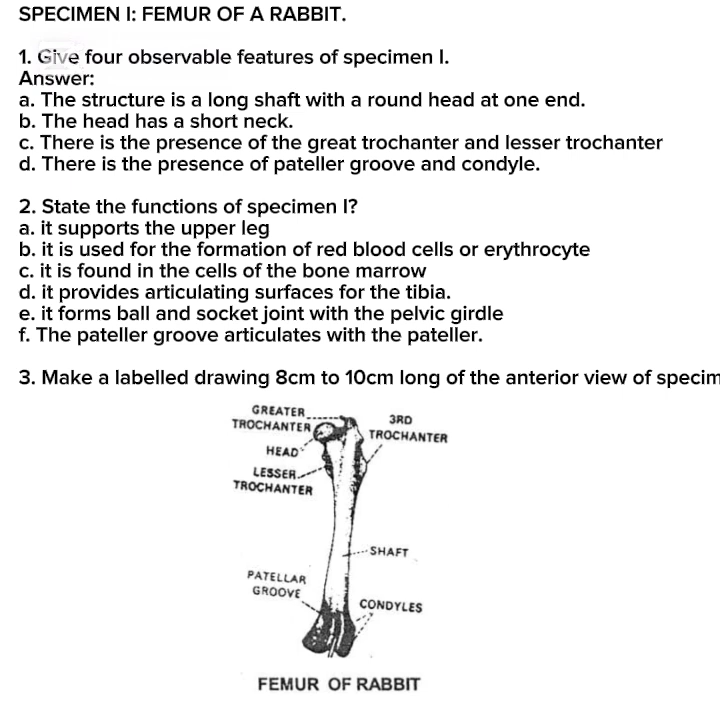 SPECIMEN I: FEMUR OF A RABBIT.
1. Give four observable features of specimen I.
Answer:
a. The structure is a long shaft with a round head at one end.
b. The head has a short neck.
c. There is the presence of the great trochanter and lesser trochanter
d. There is the presence of pateller groove and condyle.
2. State the functions of specimen I?
a. it supports the upper leg
b. it is used for the formation of red blood cells or erythrocyte
c. it is found in the cells of the bone marrow
d. it provides articulating surfaces for the tibia.
e. it forms ball and socket joint with the pelvic girdle
f. The pateller groove articulates with the pateller.
3. Make a labelled drawing 8cm to 10cm long of the anterior view of specim
GREATER
TROCHANTER
3RD
TROCHANTER
HEAD
LESSER
TROCHANTER
SHAFT
PATELLAR
GROOVE
CONDYLES
FEMUR OF RABBIT